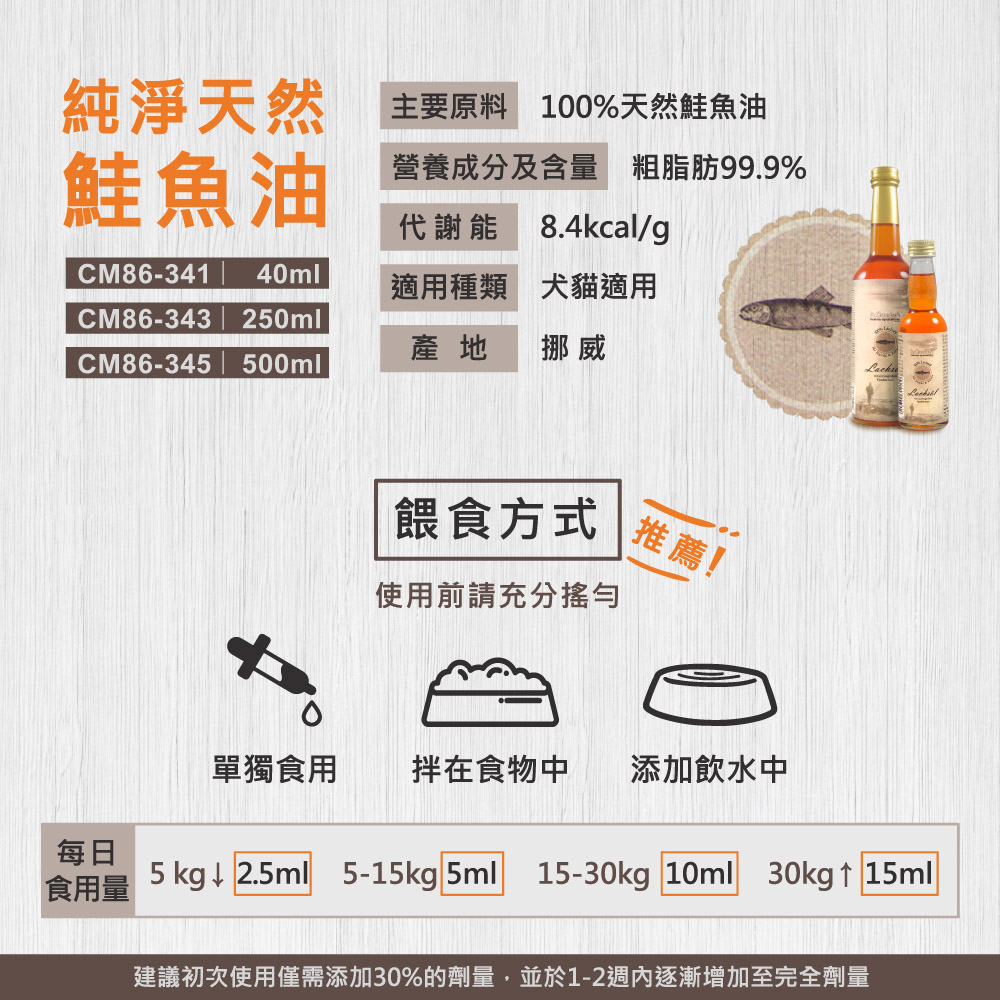 純淨天然
鮭魚油
CM86-341｜ 40ml
CM86-343｜ 250ml
CM86-345｜ 500ml
主要原料 100%天然鮭魚油
營養成分及含量 粗脂肪99.9%
代謝能 8.4kcal/g
適用種類 犬貓適用
產地 挪威
Lachsöl
餵食方式
推薦!
使用前請充分搖勻
單獨食用 拌在食物中 添加飲水中
每日
食用量
5 kg↓ 2.5ml 5-15kg 5ml 15-30kg 10ml 30kg↑ 15ml
建議初次使用僅需添加30%的劑量，並於1-2週內逐漸增加至完全劑量